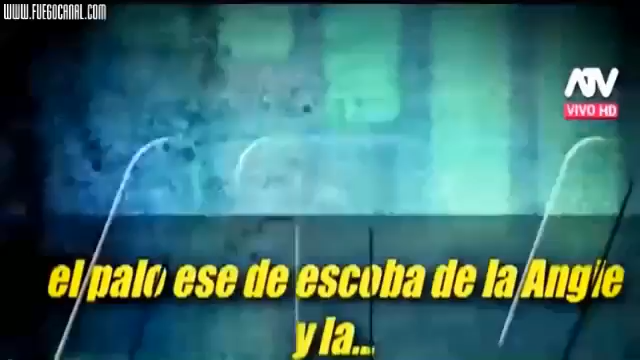 WWW.FUEGOCANAL.COM
ATV
VIVO HD
el palo ese de escoba de la Angie
y la...